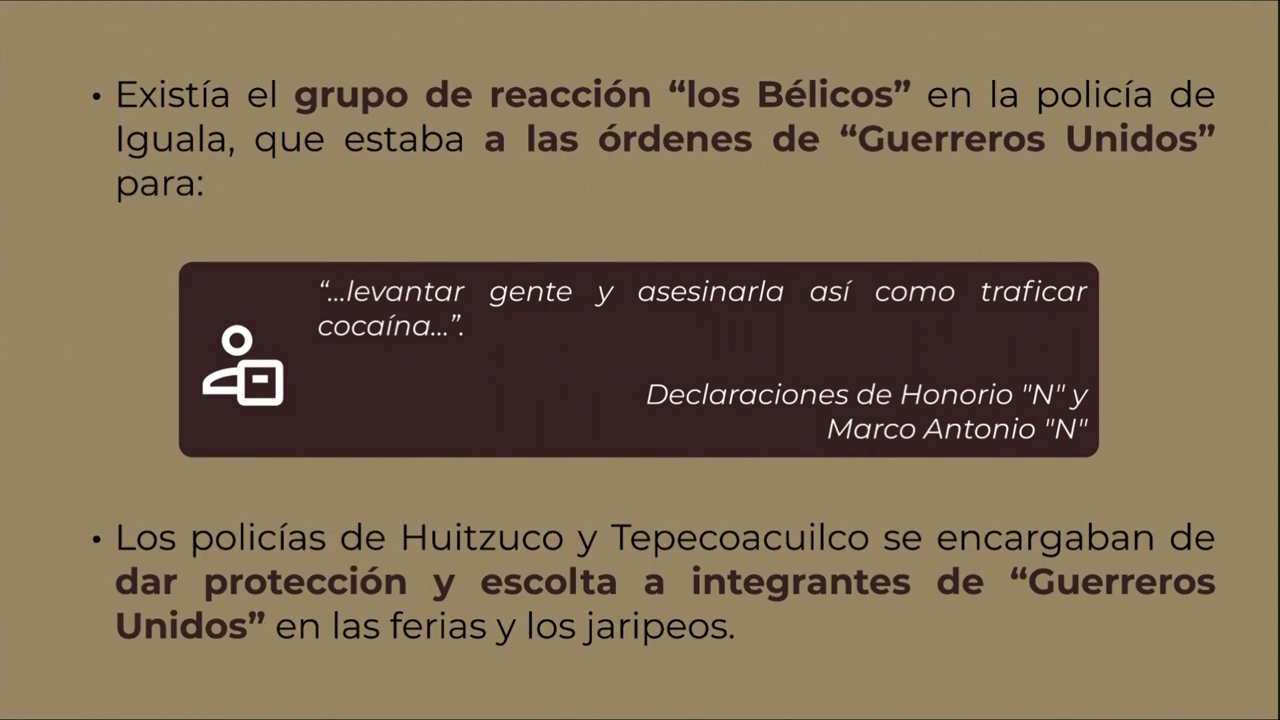 • Existía el grupo de reacción “los Bélicos” en la policía de
Iguala, que estaba a las órdenes de “Guerreros Unidos”
para:
“...levantar gente y asesinarla así como traficar
cocaína...”.
Declaraciones de Honorio "N" y
Marco Antonio "N"
• Los policías de Huitzuco y Tepecoacuilco se encargaban de
dar protección y escolta a integrantes de “Guerreros
Unidos” en las ferias y los jaripeos.